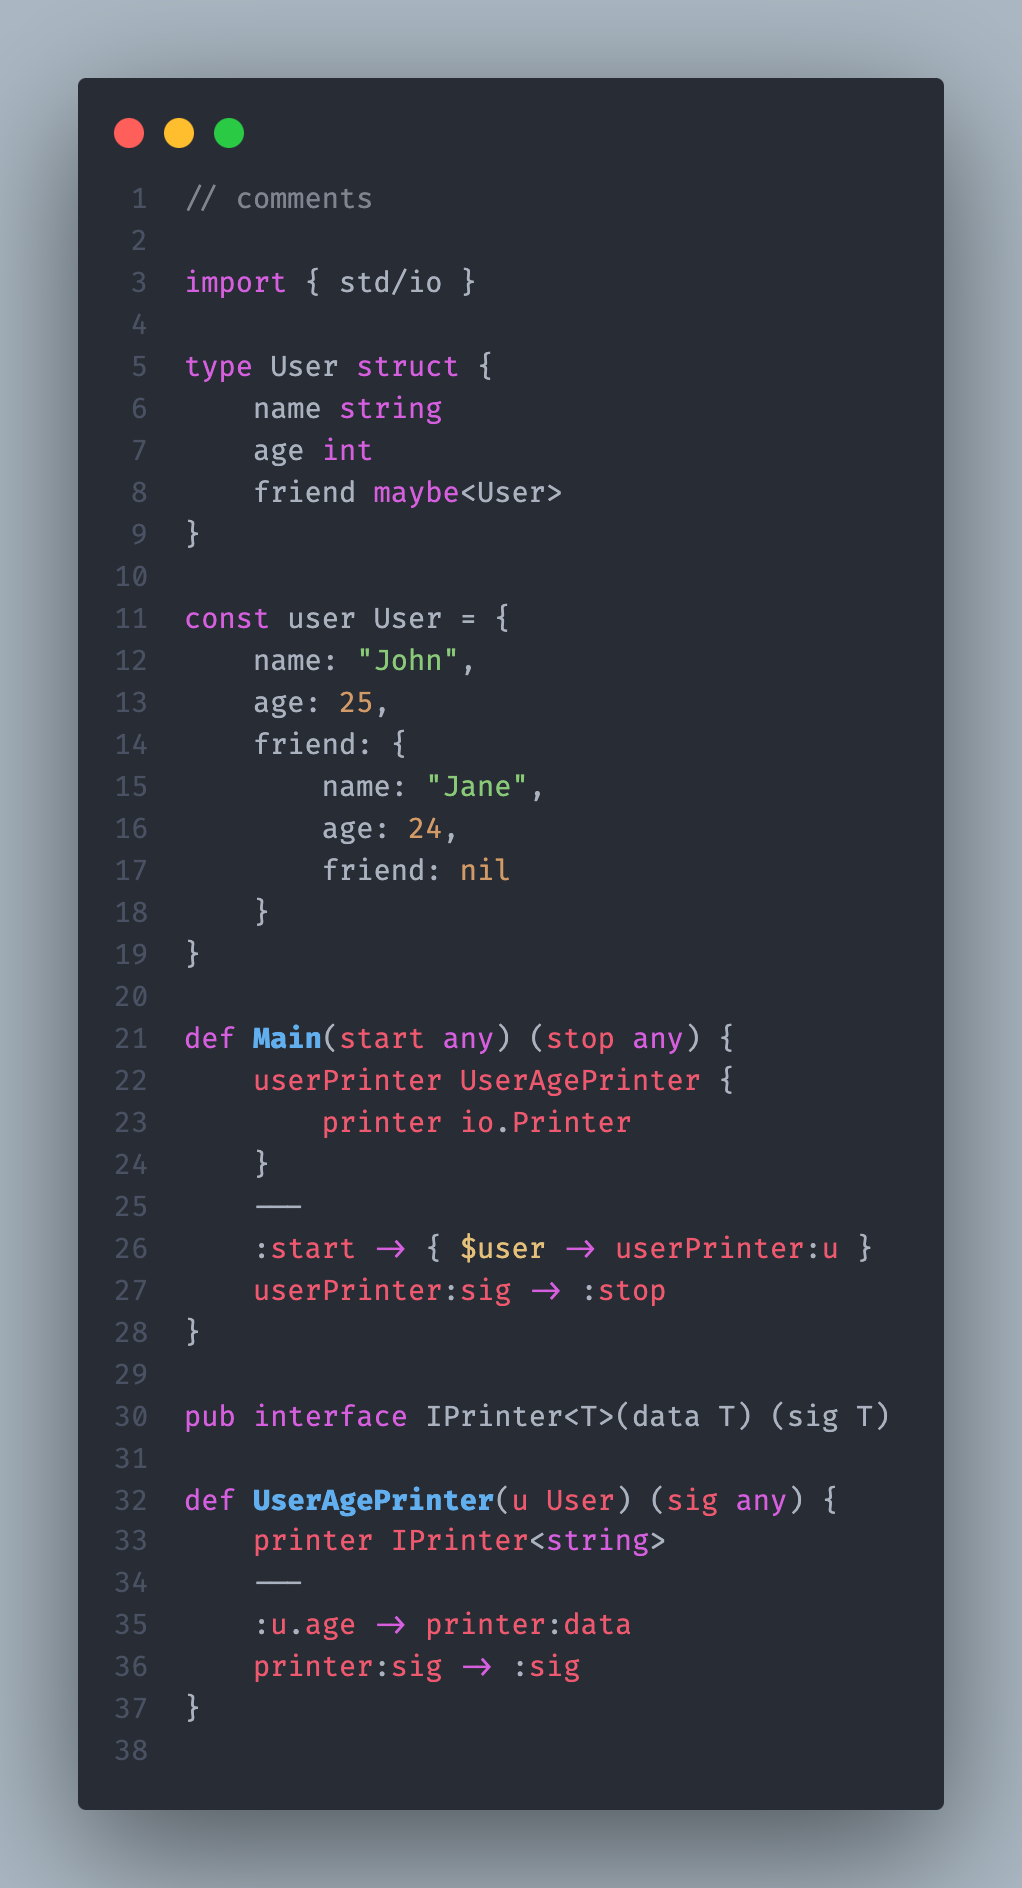 1 // comments
2
3 import { std/io }
4
5 type User struct {
6     name string
7     age int
8     friend maybe<User>
9 }
10
11 const user User = {
12     name: "John",
13     age: 25,
14     friend: {
15         name: "Jane",
16         age: 24,
17         friend: nil
18     }
19 }
20
21 def Main(start any) (stop any) {
22     userPrinter UserAgePrinter {
23         printer io.Printer
24     }
25     ---
26     :start -> { $user -> userPrinter:u }
27     userPrinter:sig -> :stop
28 }
29
30 pub interface IPrinter<T>(data T) (sig T)
31
32 def UserAgePrinter(u User) (sig any) {
33     printer IPrinter<string>
34     ---
35     :u.age -> printer:data
36     printer:sig -> :sig
37 }
38